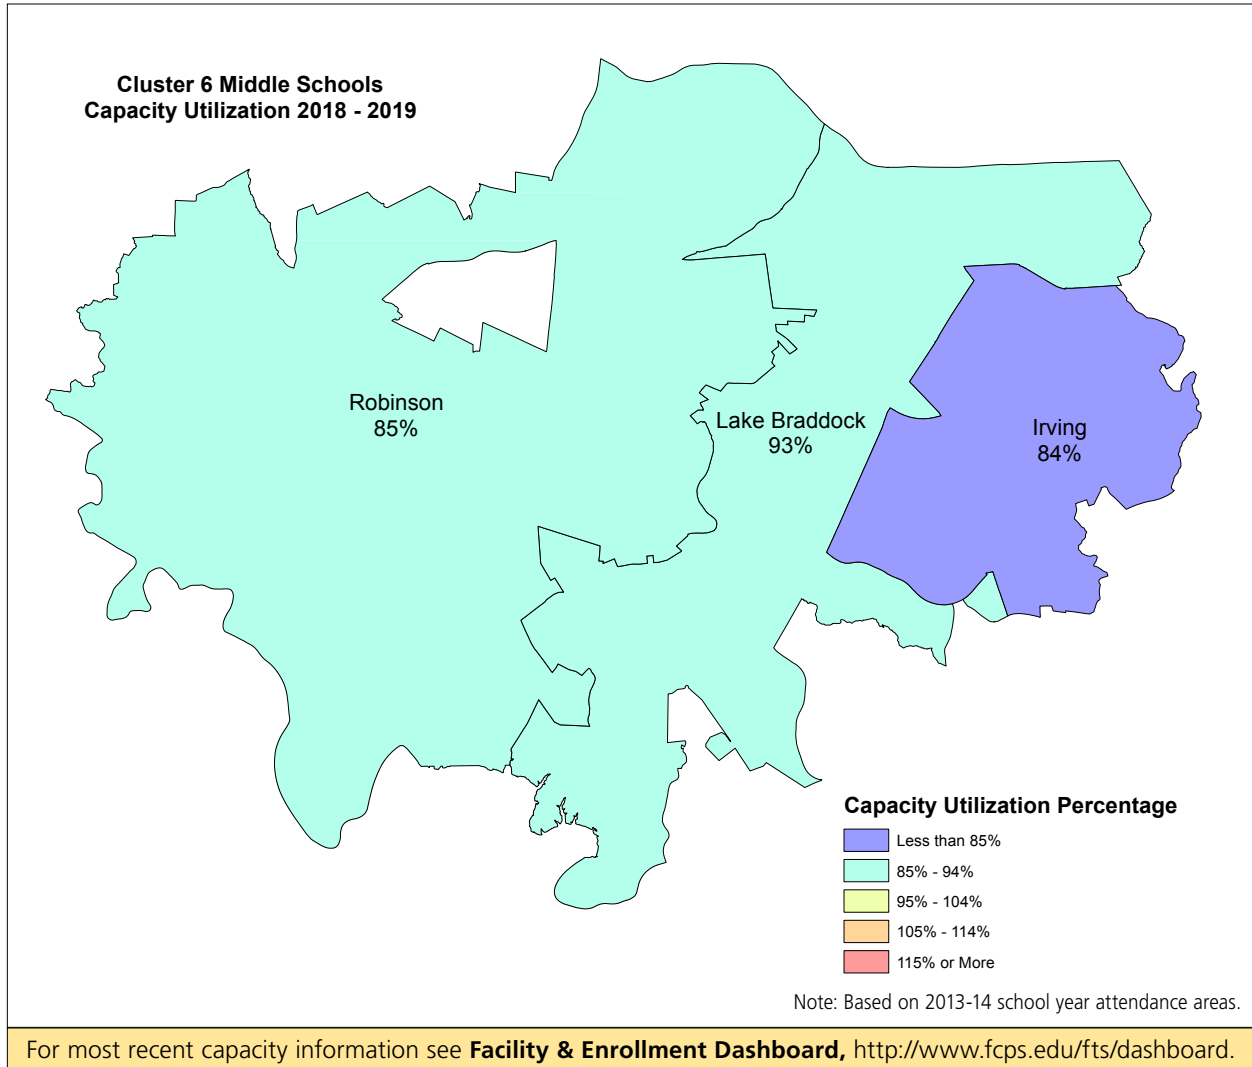 Cluster 6 Middle Schools
Capacity Utilization 2018 - 2019
Robinson
85%
Lake Braddock
93%
Irving
84%
Capacity Utilization Percentage
Less than 85%
85% - 94%
95% - 104%
105% - 114%
115% or More
Note: Based on 2013-14 school year attendance areas.
For most recent capacity information see Facility & Enrollment Dashboard, http://www.fcps.edu/fts/dashboard.